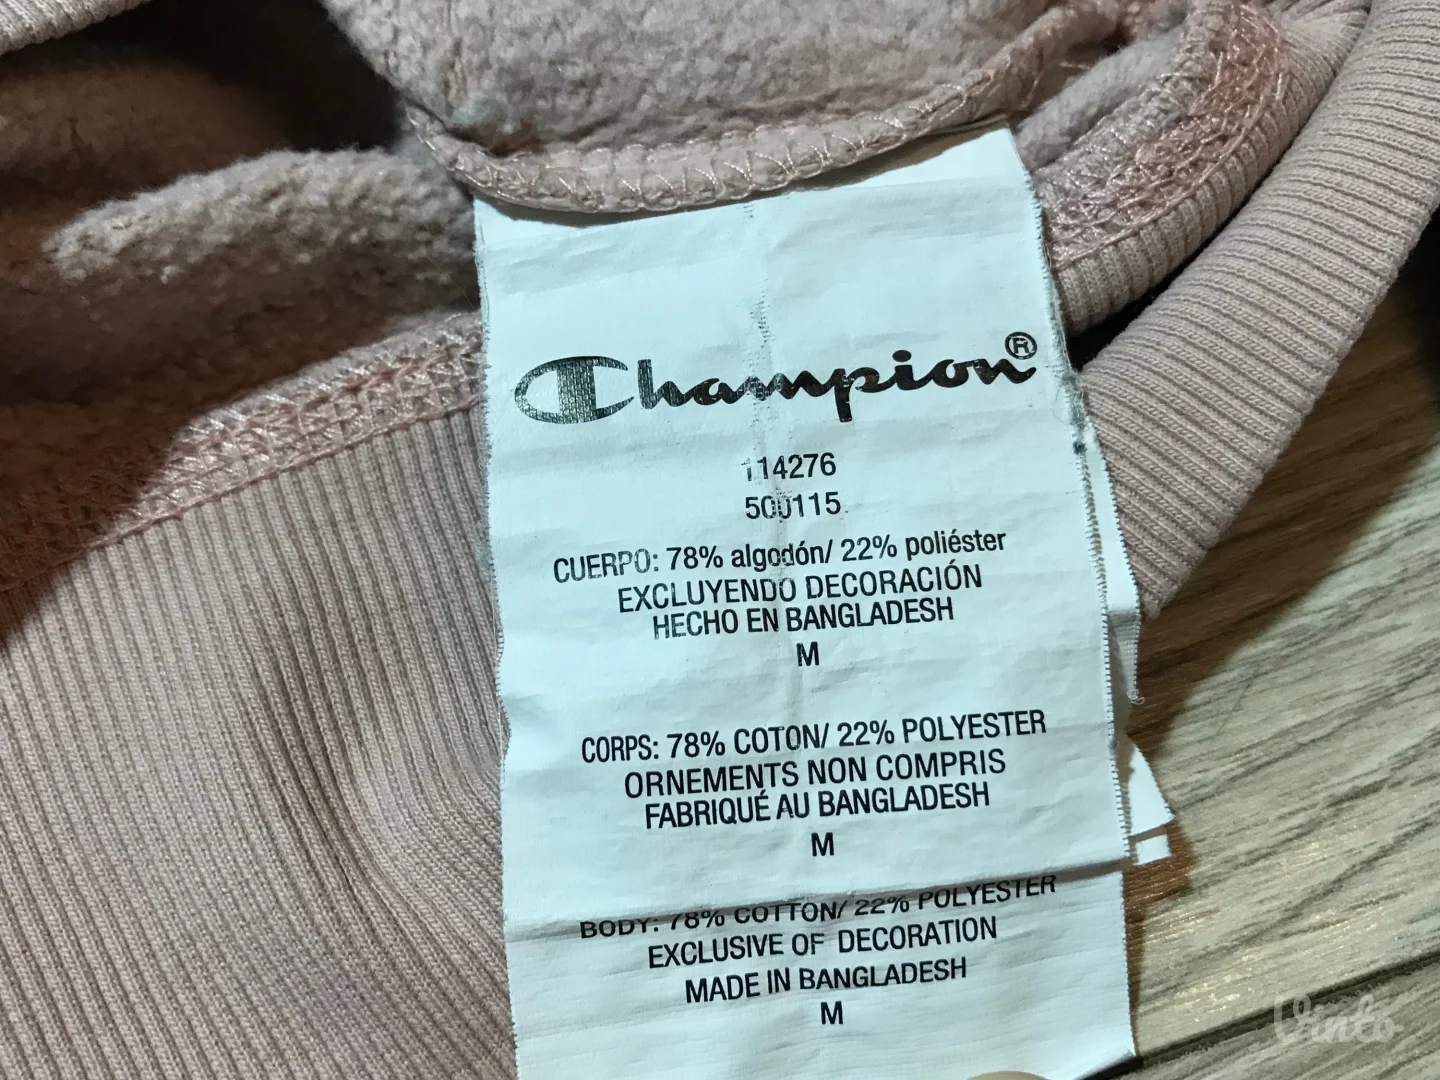 Champion®
114276
500115
CUERPO: 78% algodón/ 22% poliéster
EXCLUYENDO DECORACIÓN
HECHO EN BANGLADESH
M
CORPS: 78% COTON/ 22% POLYESTER
ORNEMENTS NON COMPRIS
FABRIQUÉ AU BANGLADESH
M
BODY: 78% COTTON/ 22% POLYESTER
EXCLUSIVE OF DECORATION
MADE IN BANGLADESH
M
Vinto